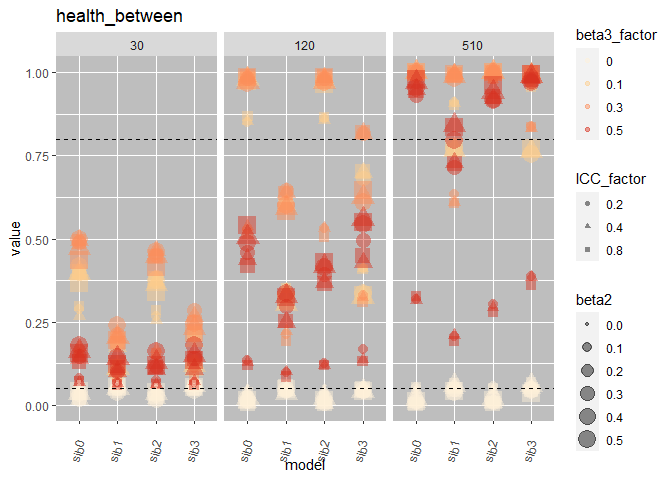 health_between
30 120 510
value
1.00
0.75
0.50
0.25
0.00
sib0 sib1 sib2 sib3 sib0 sib1 sib2 sib3 sib0 sib1 sib2 sib3
model
beta3_factor
0
0.1
0.3
0.5
ICC_factor
0.2
0.4
0.8
beta2
0.0
0.1
0.2
0.3
0.4
0.5